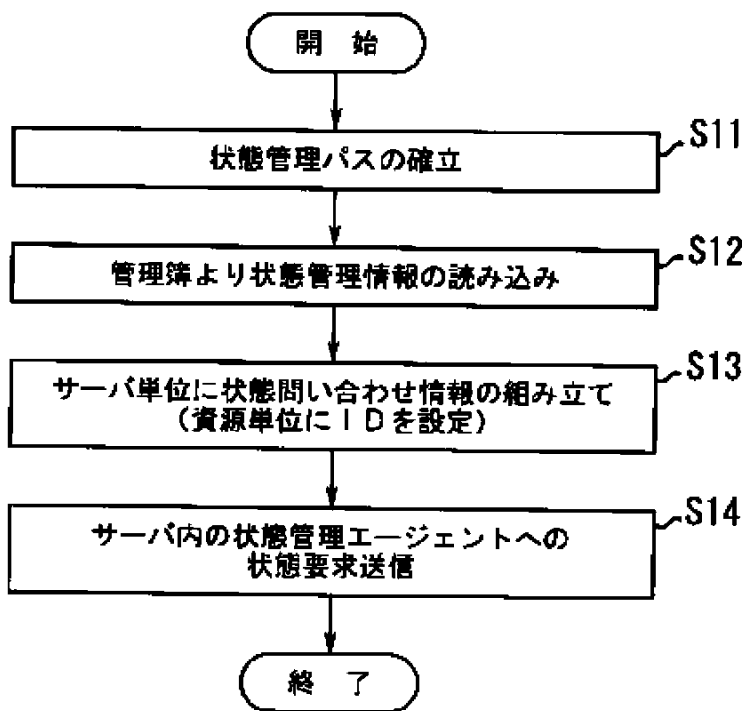 開 始
S11
状態管理パスの確立
S12
管理簿より状態管理情報の読み込み
S13
サーバ単位に状態問い合わせ情報の組み立て
(資源単位にIDを設定)
S14
サーバ内の状態管理エージェントへの
状態要求送信
終 了